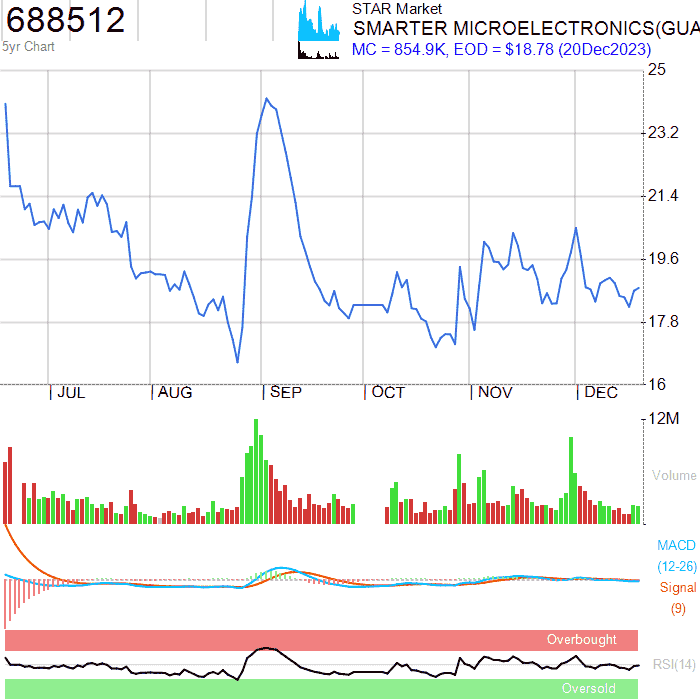 688512
5yr Chart
STAR Market
SMARTER MICROELECTRONICS(GUA
MC = 854.9K, EOD = $18.78 (20Dec2023)
25
23.2
21.4
19.6
17.8
16
JUL AUG SEP OCT NOV DEC
12M
Volume
MACD
(12-26)
Signal
(9)
Overbought
RSI(14)
Oversold